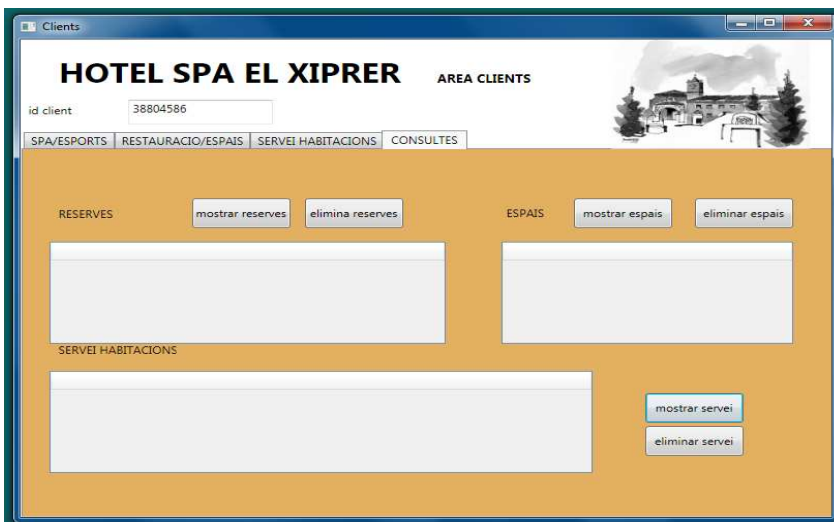 Clients
HOTEL SPA EL XIPRER AREA CLIENTS
id client 38804586
SPA/ESPORTS RESTAURACIO/ESPAIS SERVEI HABITACIONS CONSULTES
RESERVES mostrar reserves elimina reserves ESPAIS mostrar espais eliminar espais
SERVEI HABITACIONS
mostrar servei
eliminar servei